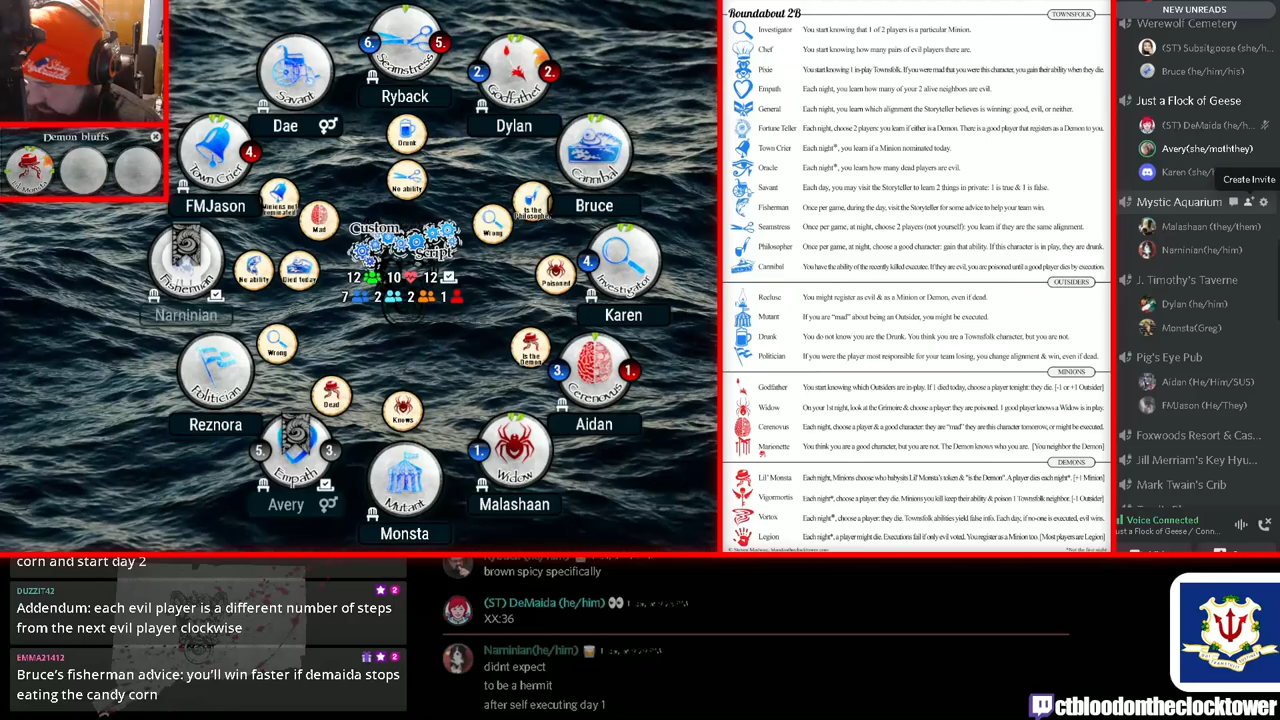 Demon bluffs
Lil' Monsta
Savant
Dae
6.
Seamstress
5.
Ryback
2.
Godfather
2.
Dylan
Town Crier
4.
FMJason
Cannibal
Bruce
Drunk
No ability
Minions not nominated
Mad
Wrong
Is the Philosopher
Custom
Script
12 10 12
7 2 2 1
Poisoned
4.
Investigator
Karen
Fisherman
Narninian
No ability
Died Today
Wrong
Is the Demon
3.
Cerenovus
1.
Aidan
Politician
Reznora
Dead
Knows
5.
Empath
3.
Avery
Mutant
Monsta
1.
Widow
Malashaan
Roundabout 2B
TOWNSFOLK
Investigator You start knowing that 1 of 2 players is a particular Minion.
Chef You start knowing how many pairs of evil players there are.
Pixie You start knowing 1 in-play Townsfolk. If you were mad that you were this character, you gain their ability when they die.
Empath Each night, you learn how many of your 2 alive neighbors are evil.
General Each night, you learn which alignment the Storyteller believes is winning: good, evil, or neither.
Fortune Teller Each night, choose 2 players: you learn if either is a Demon. There is a good player that registers as a Demon to you.
Town Crier Each night*, you learn if a Minion nominated today.
Oracle Each night*, you learn how many dead players are evil.
Savant Each day, you may visit the Storyteller to learn 2 things in private: 1 is true & 1 is false.
Fisherman Once per game, during the day, visit the Storyteller for some advice to help your team win.
Seamstress Once per game, at night, choose 2 players (not yourself): you learn if they are the same alignment.
Philosopher Once per game, at night, choose a good character: gain that ability. If this character is in play, they are drunk.
Cannibal You have the ability of the recently killed executee. If they are evil, you are poisoned until a good player dies by execution.
OUTSIDERS
Recluse You might register as evil & as a Minion or Demon, even if dead.
Mutant If you are "mad" about being an Outsider, you might be executed.
Drunk You do not know you are the Drunk. You think you are a Townsfolk character, but you are not.
Politician If you were the player most responsible for your team losing, you change alignment & win, even if dead.
MINIONS
Godfather You start knowing which Outsiders are in-play. If 1 died today, choose a player tonight: they die. [-1 or +1 Outsider]
Widow On your 1st night, look at the Grimoire & choose a player: they are poisoned. 1 good player knows a Widow is in play.
Cerenovus Each night, choose a player & a good character: they are "mad" they are this character tomorrow, or might be executed.
Marionette You think you are a good character, but you are not. The Demon knows who you are. [You neighbor the Demon]
DEMONS
Lil' Monsta Each night, Minions choose who babysits Lil' Monsta's token & "is the Demon". A player dies each night*. [+1 Minion]
Vigormortis Each night*, choose a player: they die. Minions you kill keep their ability & poison 1 Townsfolk neighbor. [-1 Outsider]
Vortox Each night*, choose a player: they die. Townsfolk abilities yield false info. Each day, if no-one is executed, evil wins.
Legion Each night*, a player might die. Executions fail if only evil voted. You register as a Minion too. [Most players are Legion]
*Not the first night
NEW UNREADS
Werewolf Cemetery
(ST) Subsitgoose (she/h...
Bruce (he/him/his)
Just a Flock of Geese
(ST) DeMaida (he/h...
Avery(she/mathey)
Karen (she/h
Create Invite
Mystic Aquarium
Malashaan (they/them)
Narninian(he/him)
J. Timothy's Taverne
Dylan (he/him)
Monsta(Greg)
Pig's Eye Pub
Aidan (He/Him/SUS)
FMJason (He/They)
Foxwoods Resort & Cas...
Jill Merriam's Key Hyu...
Mark Twain's Crib
Voice Connected
Just a Flock of Geese / Conn...
corn and start day 2
DUZZIT42
2
Addendum: each evil player is a different number of steps
from the next evil player clockwise
EMMA21412
2
Bruce's fisherman advice: you'll win faster if demaida stops
eating the candy corn
brown spicy specifically
(ST) DeMaida (he/him)
XX:36
Narninian(he/him)
didnt expect
to be a hermit
after self executing day 1
ctbloodontheclocktower